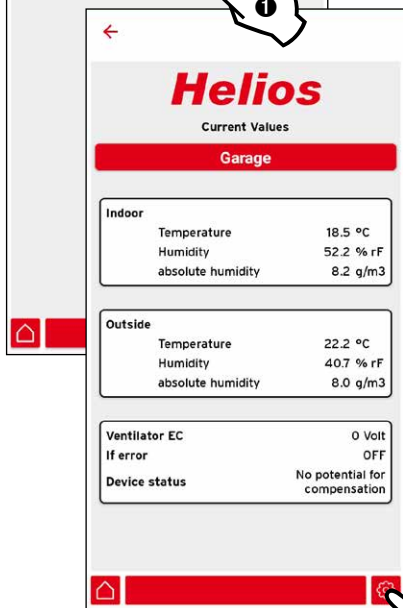 1
Helios
Current Values
Garage
Indoor
Temperature 18.5 °C
Humidity 52.2 % rF
absolute humidity 8.2 g/m3
Outside
Temperature 22.2 °C
Humidity 40.7 % rF
absolute humidity 8.0 g/m3
Ventilator EC 0 Volt
If error OFF
Device status No potential for
compensation